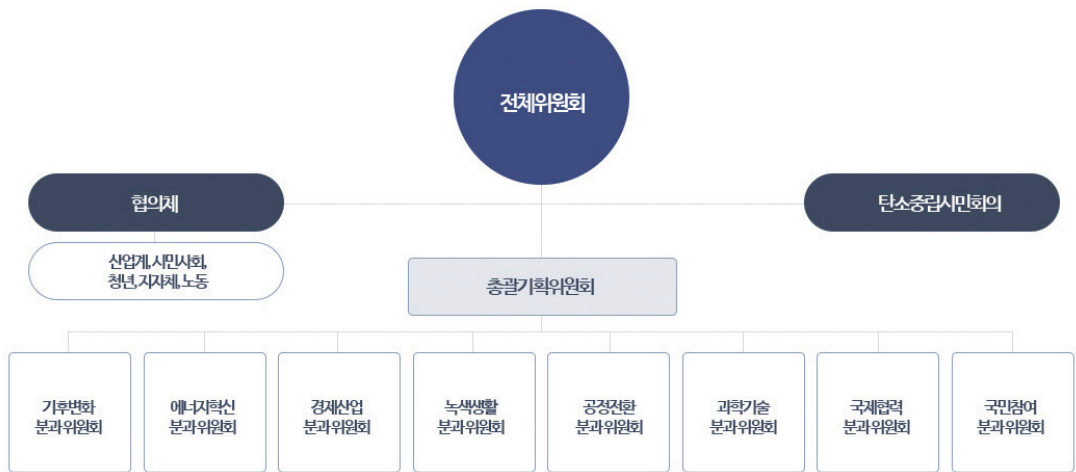 전체위원회
협의체
탄소중립시민회의
산업계,시민사회,
청년,지자체,노동
총괄기획위원회
기후변화
분과위원회
에너지혁신
분과위원회
경제산업
분과위원회
녹색생활
분과위원회
공정전환
분과위원회
과학기술
분과위원회
국제협력
분과위원회
국민참여
분과위원회